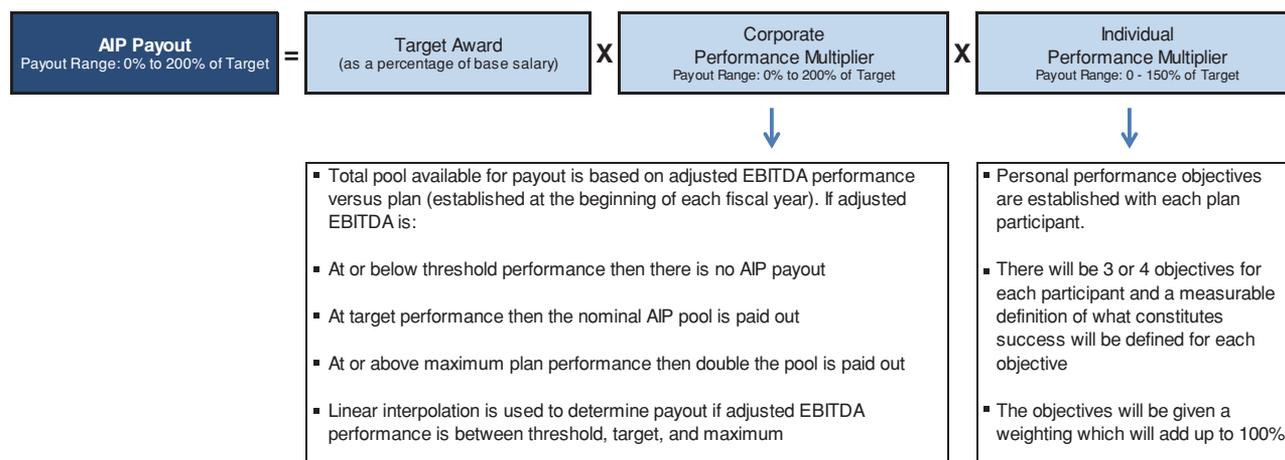 AIP Payout
Payout Range: 0% to 200% of Target
=
Target Award
(as a percentage of base salary)
X
Corporate
Performance Multiplier
Payout Range: 0% to 200% of Target
X
Individual
Performance Multiplier
Payout Range: 0 - 150% of Target
▪ Total pool available for payout is based on adjusted EBITDA performance
versus plan (established at the beginning of each fiscal year). If adjusted
EBITDA is:
▪ At or below threshold performance then there is no AIP payout
▪ At target performance then the nominal AIP pool is paid out
▪ At or above maximum plan performance then double the pool is paid out
▪ Linear interpolation is used to determine payout if adjusted EBITDA
performance is between threshold, target, and maximum
▪ Personal performance objectives
are established with each plan
participant.
▪ There will be 3 or 4 objectives for
each participant and a measurable
definition of what constitutes
success will be defined for each
objective
▪ The objectives will be given a
weighting which will add up to 100%